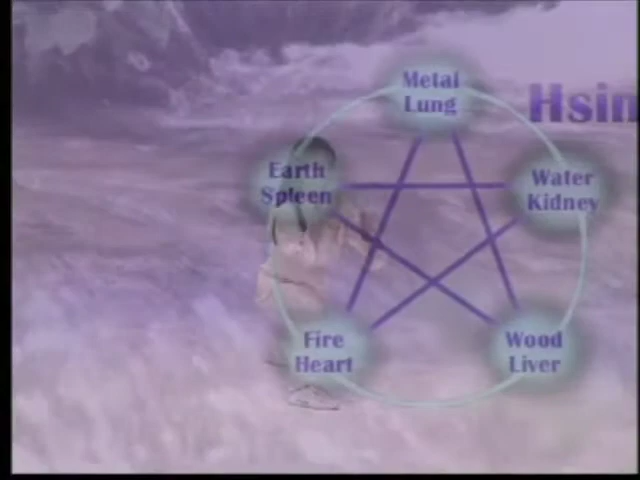 Metal
Lung
Hsin
Earth
Spleen
Water
Kidney
Fire
Heart
Wood
Liver